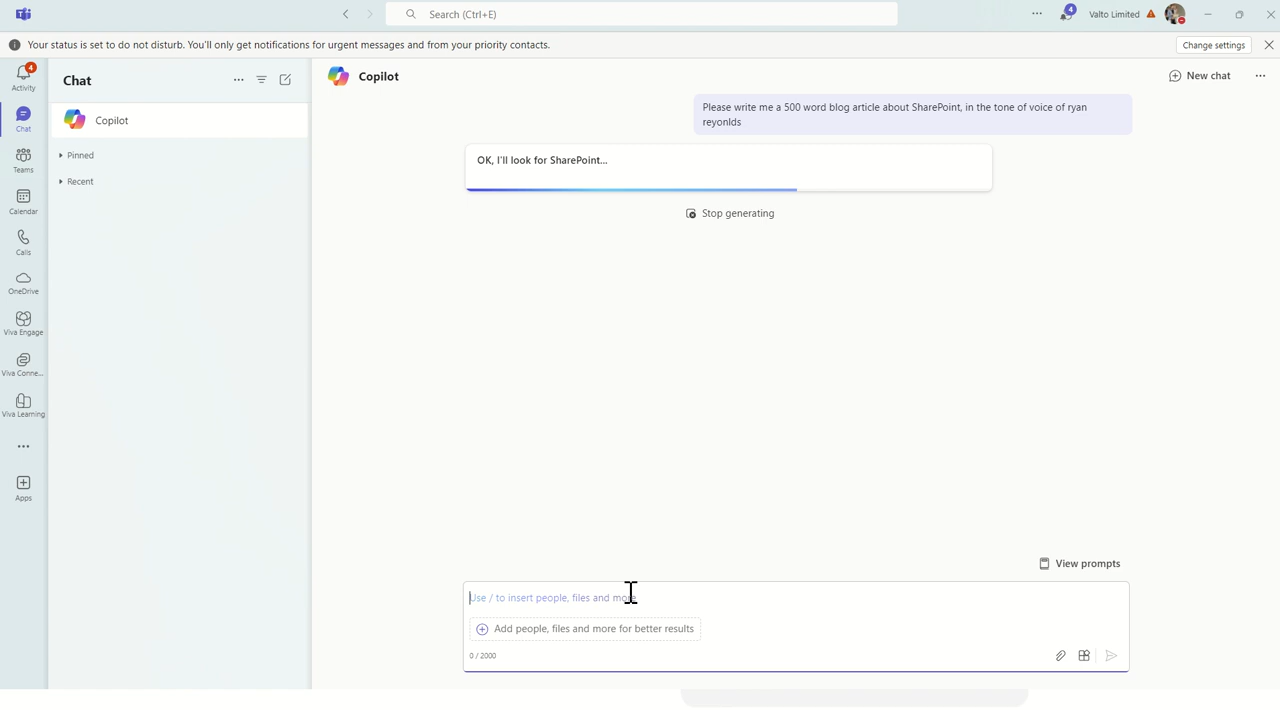 Search (Ctrl+E)
4
Valto Limited
Your status is set to do not disturb. You'll only get notifications for urgent messages and from your priority contacts.
Change settings
4
Activity
Chat
Teams
Calendar
Calls
OneDrive
Viva Engage
Viva Conne...
Viva Learning
Apps
Chat
Copilot
Pinned
Recent
Copilot
New chat
Please write me a 500 word blog article about SharePoint, in the tone of voice of ryan
reyonlds
OK, I'll look for SharePoint...
Stop generating
View prompts
Use / to insert people, files and more
Add people, files and more for better results
0 / 2000